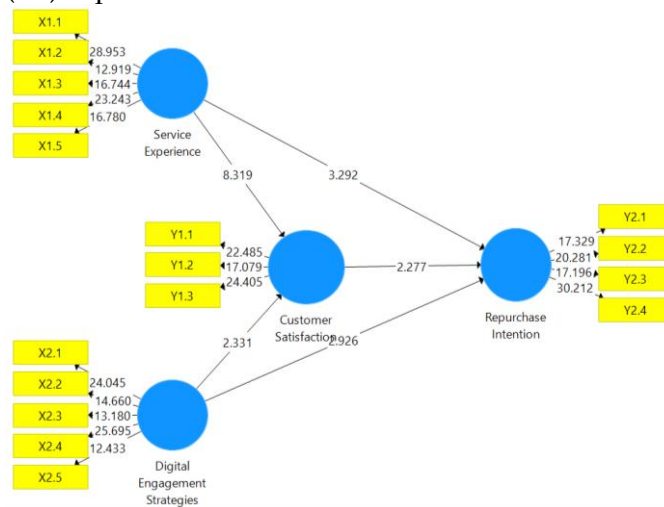 X1.1
X1.2
X1.3
X1.4
X1.5
28.953
12.919
16.744
23.243
16.780
Service
Experience
8.319
3.292
Y1.1
Y1.2
Y1.3
22.485
17.079
24.405
Customer
Satisfaction
2.277
Y2.1
Y2.2
Y2.3
Y2.4
17.329
20.281
17.196
30.212
Repurchase
Intention
2.331
2.926
X2.1
X2.2
X2.3
X2.4
X2.5
24.045
14.660
13.180
25.695
12.433
Digital
Engagement
Strategies